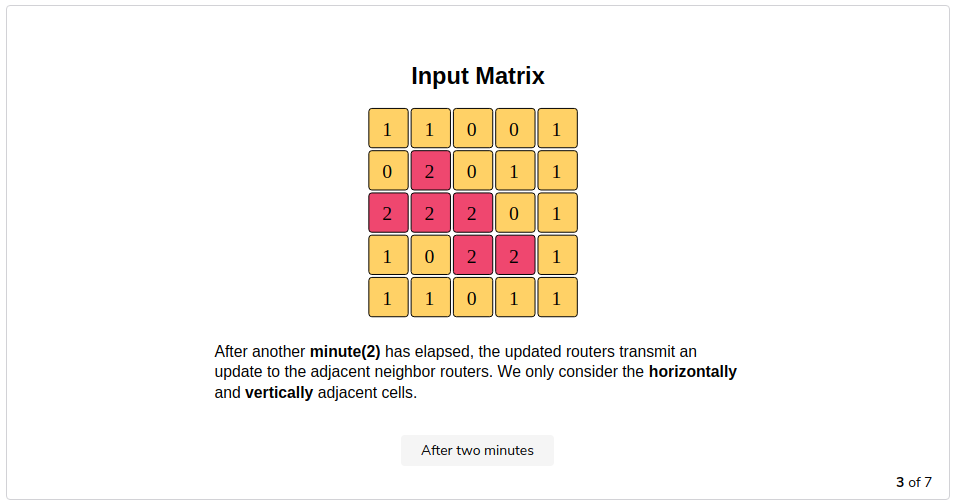 Input Matrix
1 1 0 0 1
0 2 0 1 1
2 2 2 0 1
1 0 2 2 1
1 1 0 1 1
After another minute(2) has elapsed, the updated routers transmit an
update to the adjacent neighbor routers. We only consider the horizontally
and vertically adjacent cells.
After two minutes
3 of 7